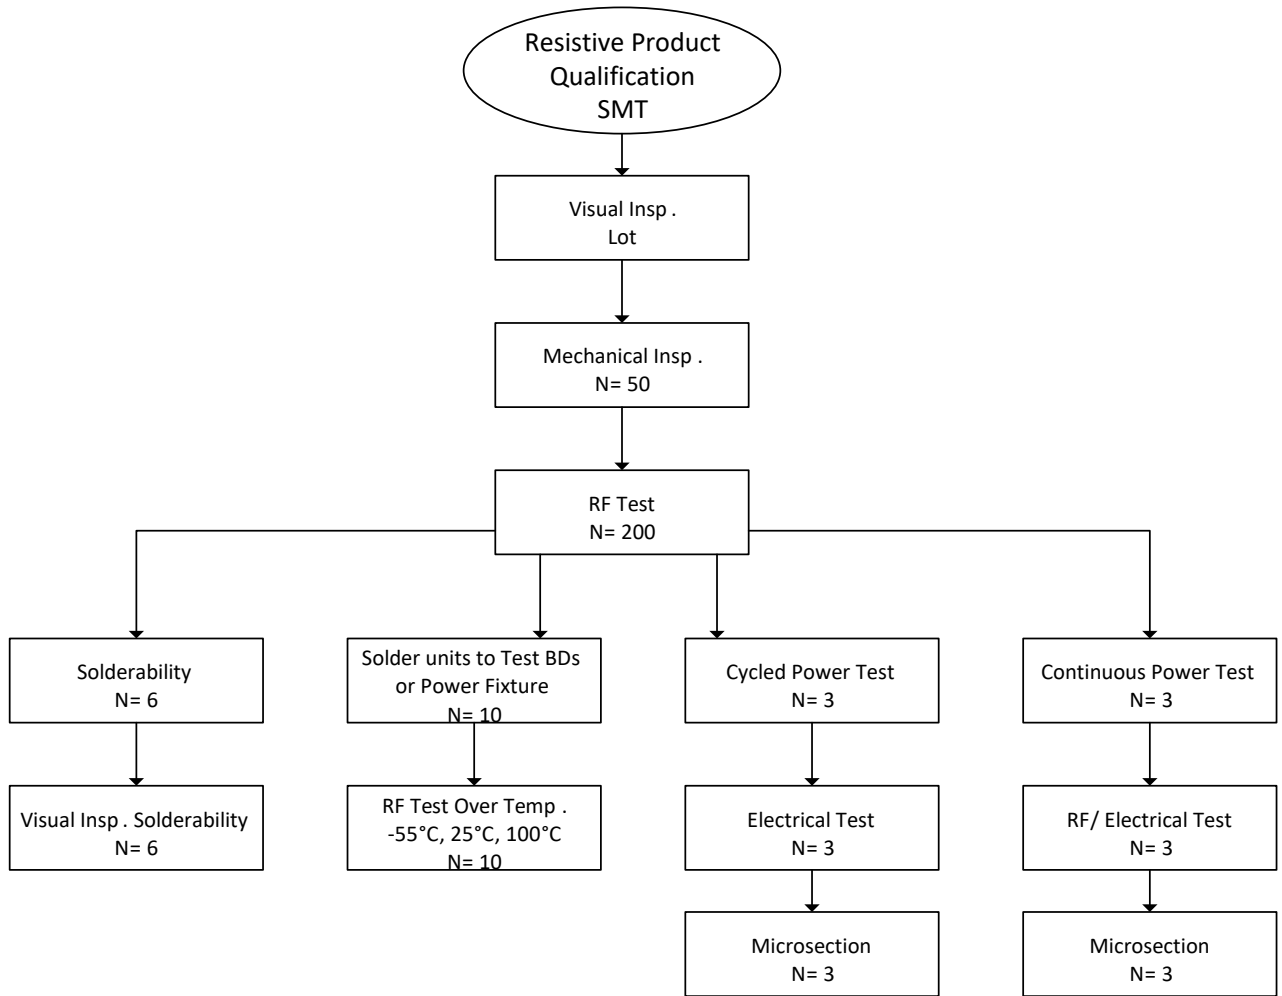 Resistive Product
Qualification
SMT
Visual Insp .
Lot
Mechanical Insp .
N= 50
RF Test
N= 200
Solderability
N= 6
Solder units to Test BDs
or Power Fixture
N= 10
Cycled Power Test
N= 3
Continuous Power Test
N= 3
Visual Insp . Solderability
N= 6
RF Test Over Temp .
-55°C, 25°C, 100°C
N= 10
Electrical Test
N= 3
RF/ Electrical Test
N= 3
Microsection
N= 3
Microsection
N= 3